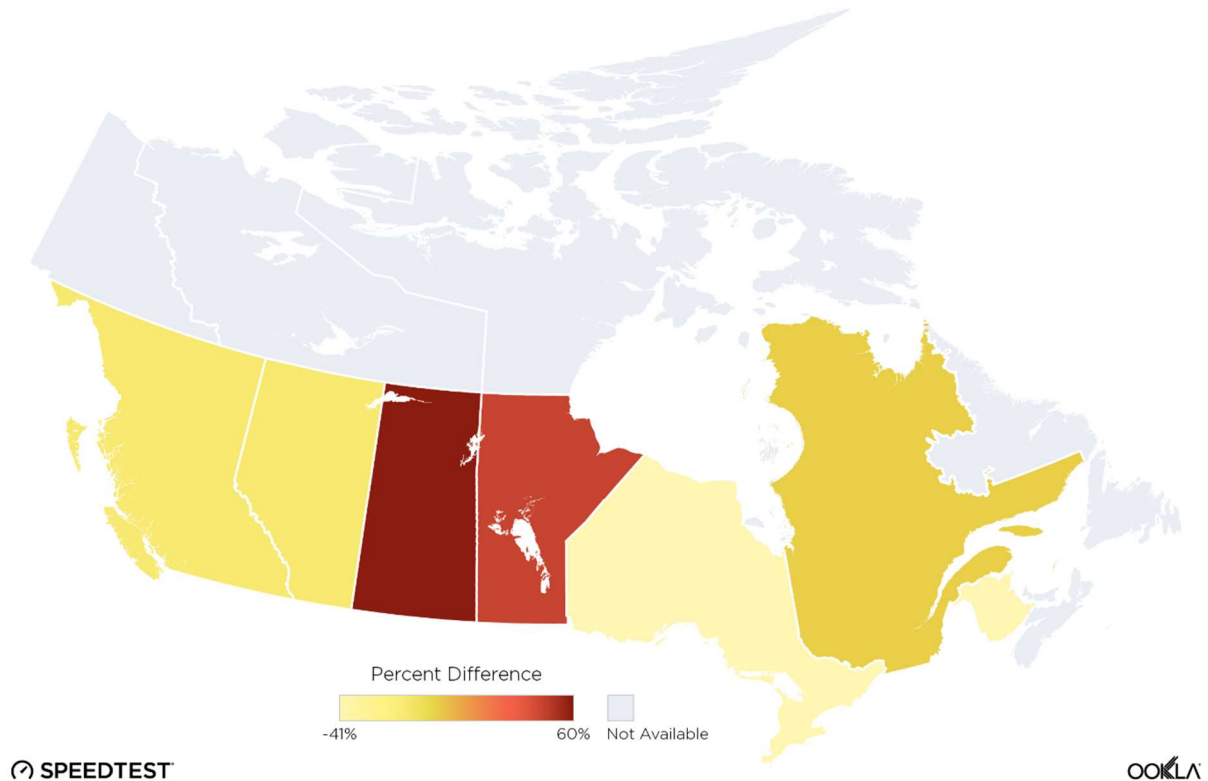 Percent Difference
-41%
60%
Not Available
SPEEDTEST
OOKLA